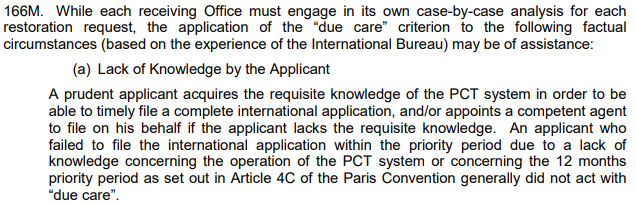 166M. While each receiving Office must engage in its own case-by-case analysis for each
restoration request, the application of the “due care” criterion to the following factual
circumstances (based on the experience of the International Bureau) may be of assistance:
(a) Lack of Knowledge by the Applicant
A prudent applicant acquires the requisite knowledge of the PCT system in order to be
able to timely file a complete international application, and/or appoints a competent agent
to file on his behalf if the applicant lacks the requisite knowledge. An applicant who
failed to file the international application within the priority period due to a lack of
knowledge concerning the operation of the PCT system or concerning the 12 months
priority period as set out in Article 4C of the Paris Convention generally did not act with
“due care”.